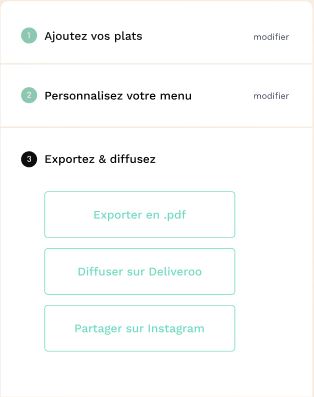 1 Ajoutez vos plats modifier
2 Personnalisez votre menu modifier
3 Exportez & diffusez
Exporter en .pdf
Diffuser sur Deliveroo
Partager sur Instagram